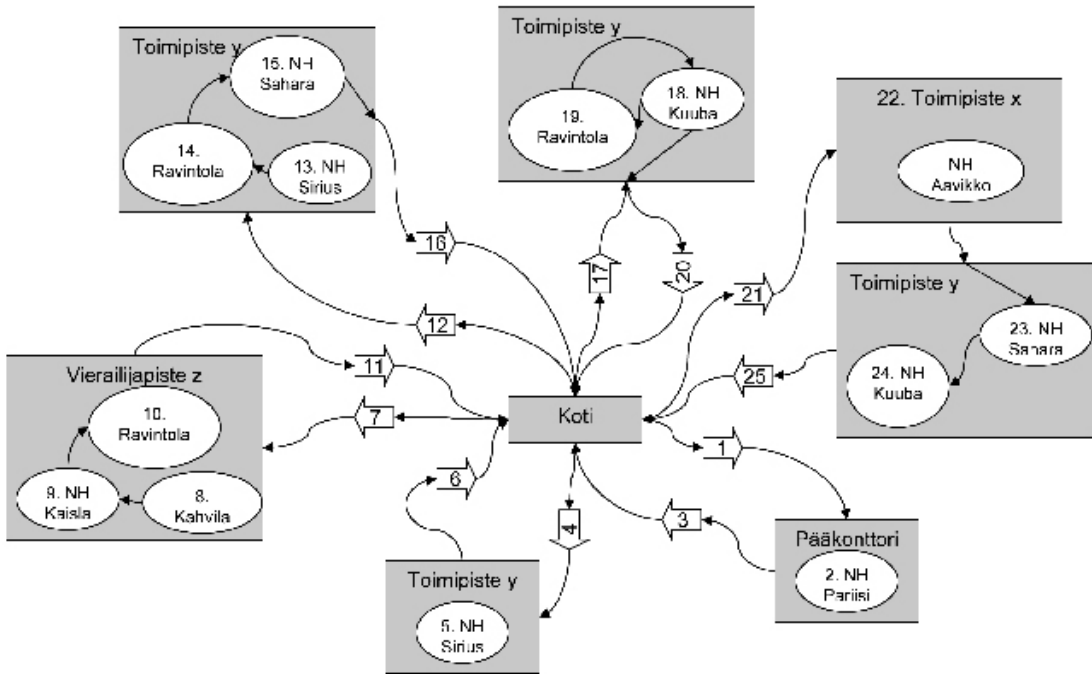 Toimipiste y
15. NH
Sahara
14.
Ravintola
13. NH
Sirius
Toimipiste y
18. NH
Kuuba
19.
Ravintola
22. Toimipiste x
NH
Aavikko
16
17
20
21
12
Toimipiste y
23. NH
Sahara
24. NH
Kuuba
11
25
Vierailijapiste z
10.
Ravintola
9. NH
Kaisla
8.
Kahvila
7
Koti
1
6
4
3
Pääkonttori
2. NH
Pariisi
Toimipiste y
5. NH
Sirius